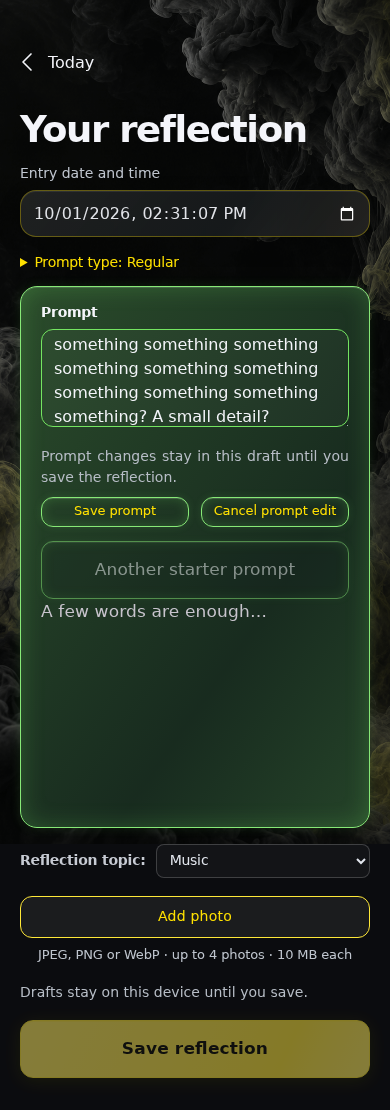 Today
Your reflection
Entry date and time
10/01/2026, 02:31:07 PM
Prompt type: Regular
Prompt
something something something
something something something
something something something
something? A small detail?
Prompt changes stay in this draft until you
save the reflection.
Save prompt
Cancel prompt edit
Another starter prompt
A few words are enough...
Reflection topic:
Music
Add photo
JPEG, PNG or WebP · up to 4 photos · 10 MB each
Drafts stay on this device until you save.
Save reflection